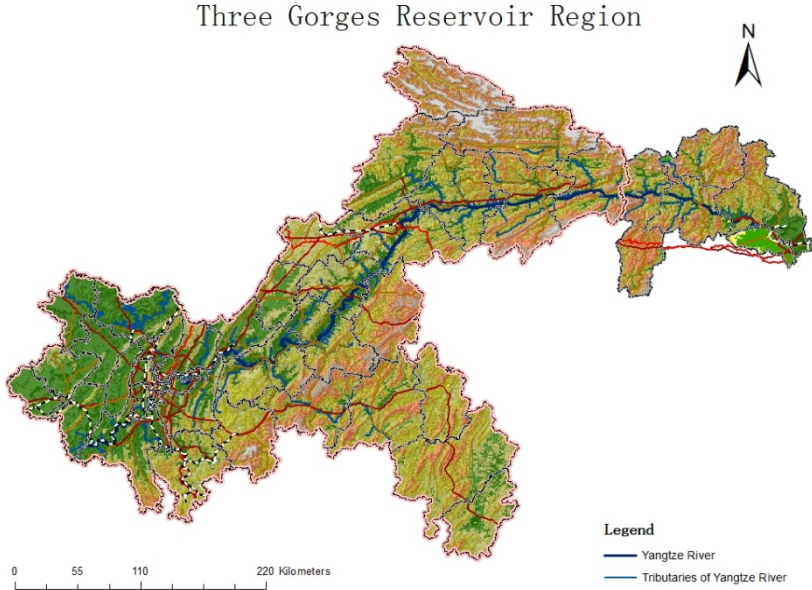 Three Gorges Reservoir Region
N
Legend
Yangtze River
Tributaries of Yangtze River
0 55 110 220 Kilometers